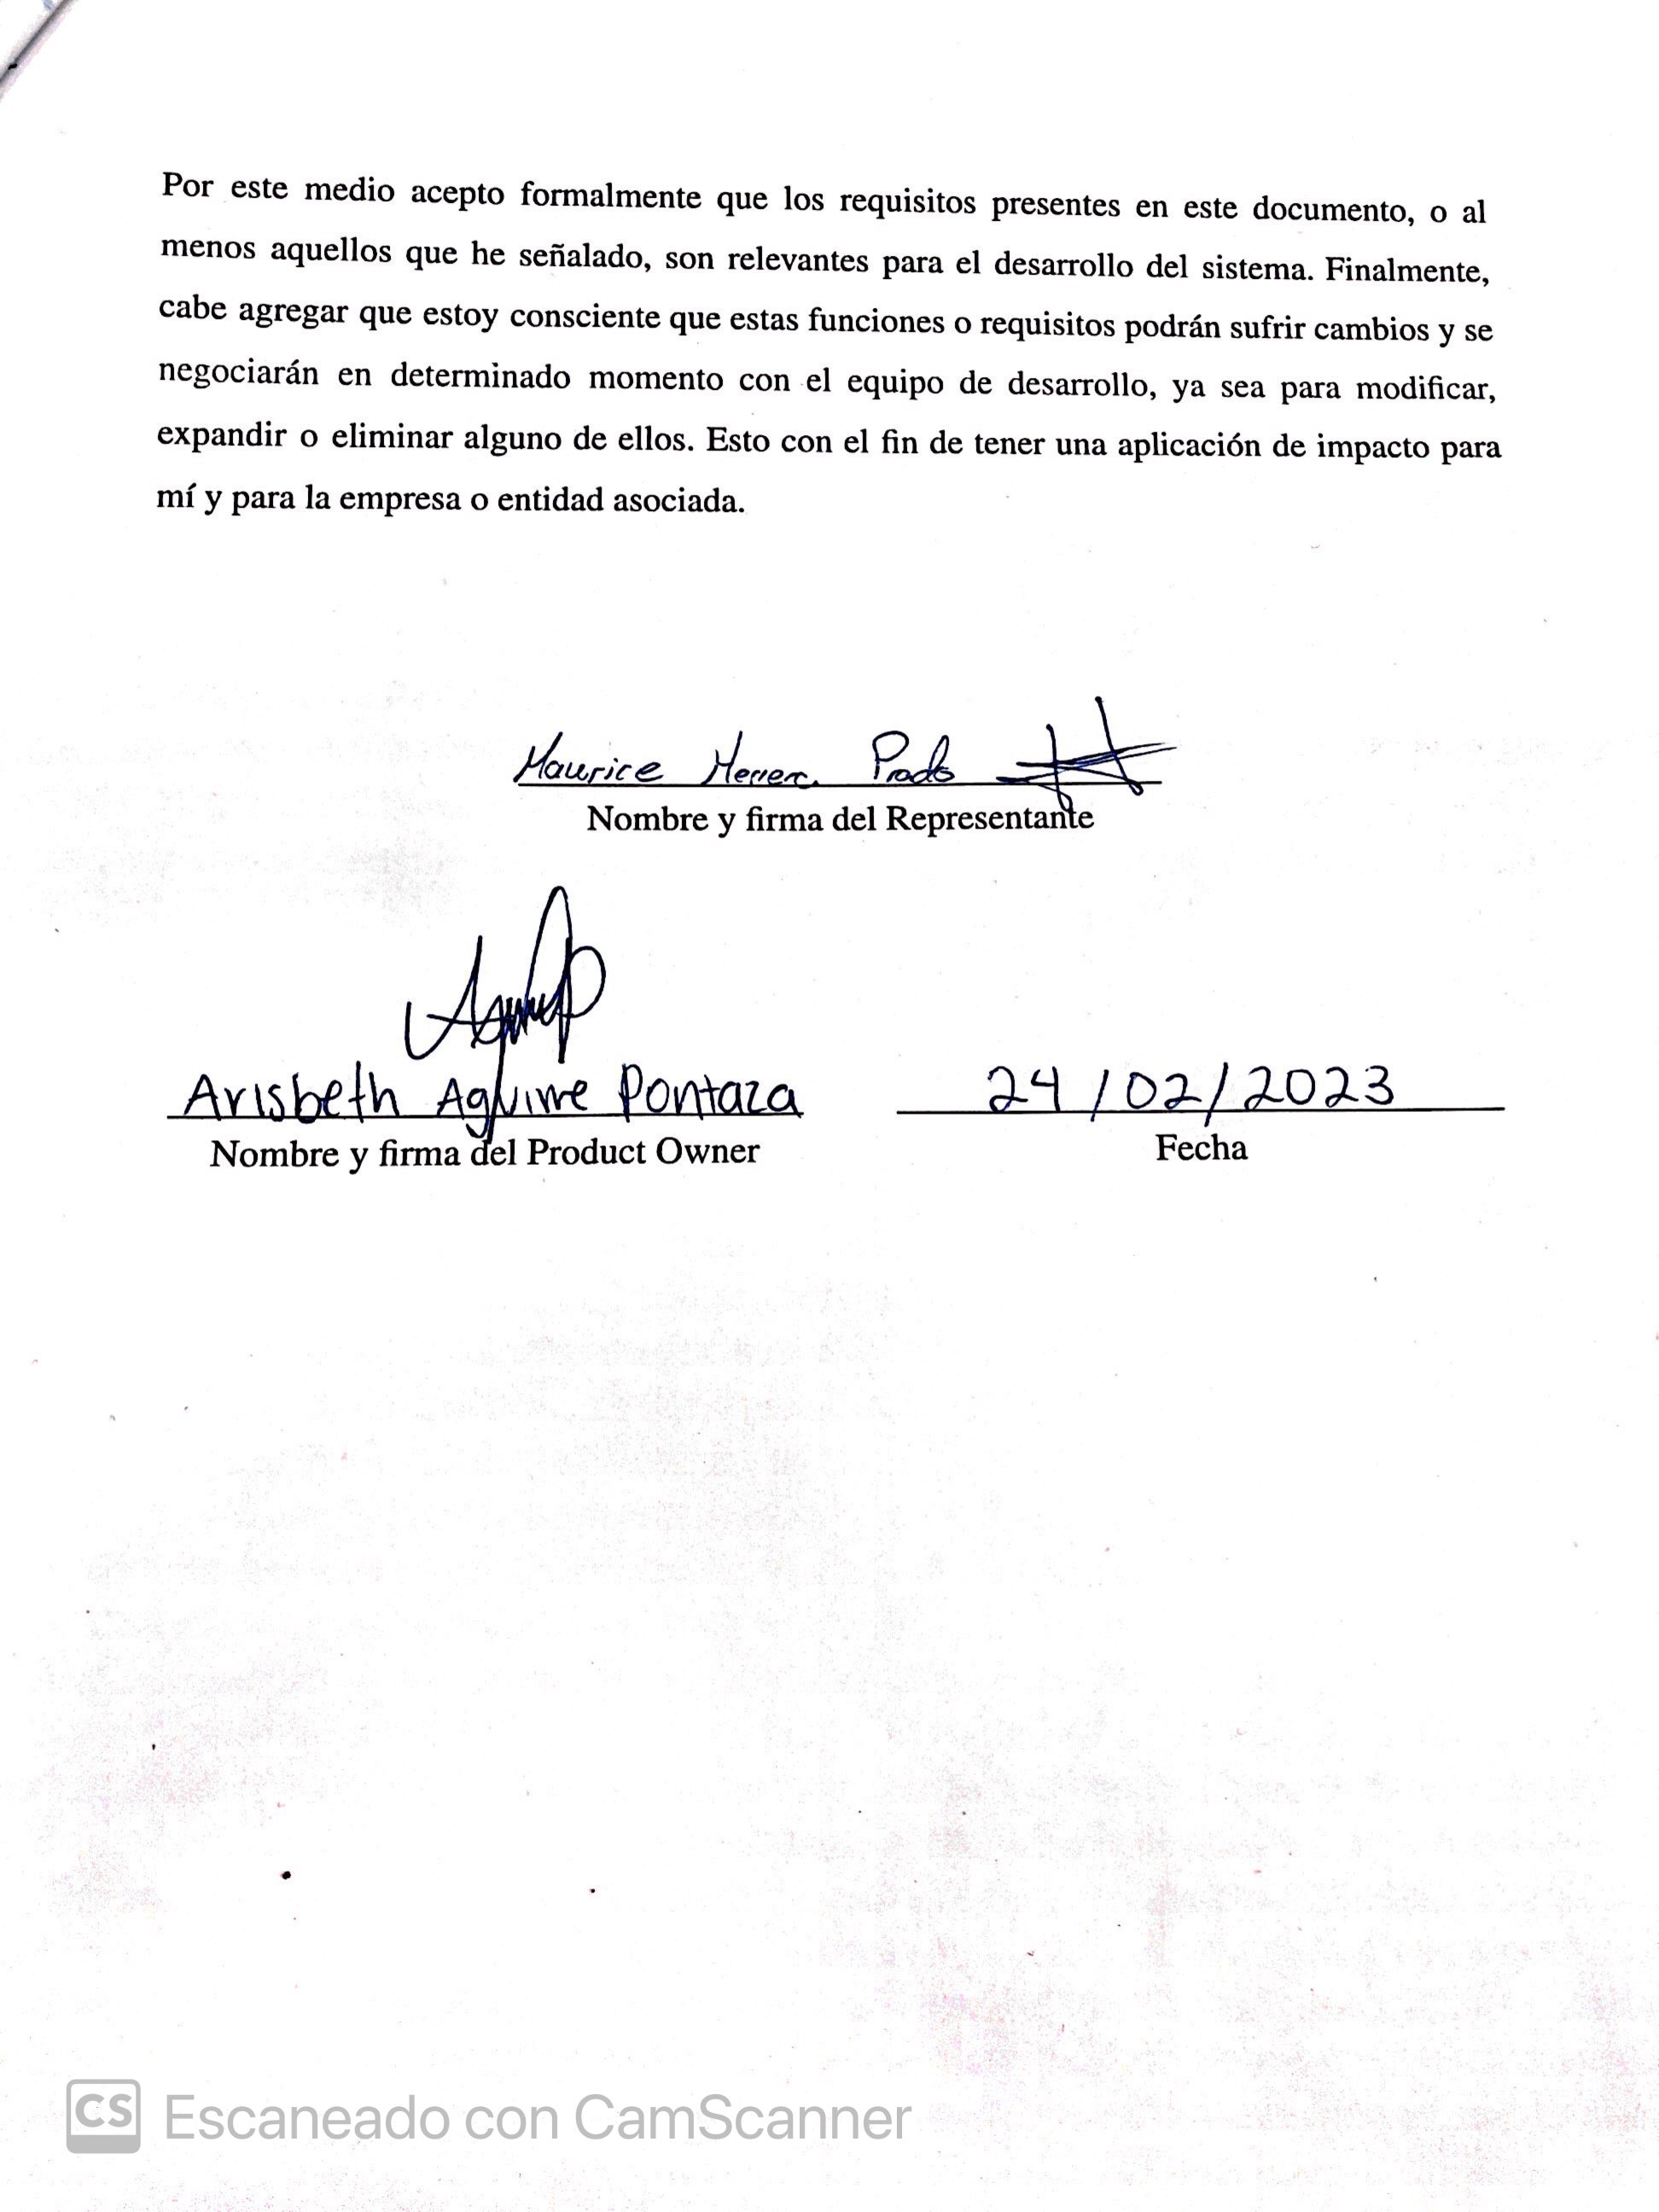 Por este medio acepto formalmente que los requisitos presentes en este documento, o al
menos aquellos que he señalado, son relevantes para el desarrollo del sistema. Finalmente,
cabe agregar que estoy consciente que estas funciones o requisitos podrán sufrir cambios y se
negociarán en determinado momento con el equipo de desarrollo, ya sea para modificar,
expandir o eliminar alguno de ellos. Esto con el fin de tener una aplicación de impacto para
mí y para la empresa o entidad asociada.
Maurice Herrera Prado
Nombre y firma del Representante
Arisbeth Aguirre Pontaza
Nombre y firma del Product Owner
24/02/2023
Fecha
CS Escaneado con CamScanner